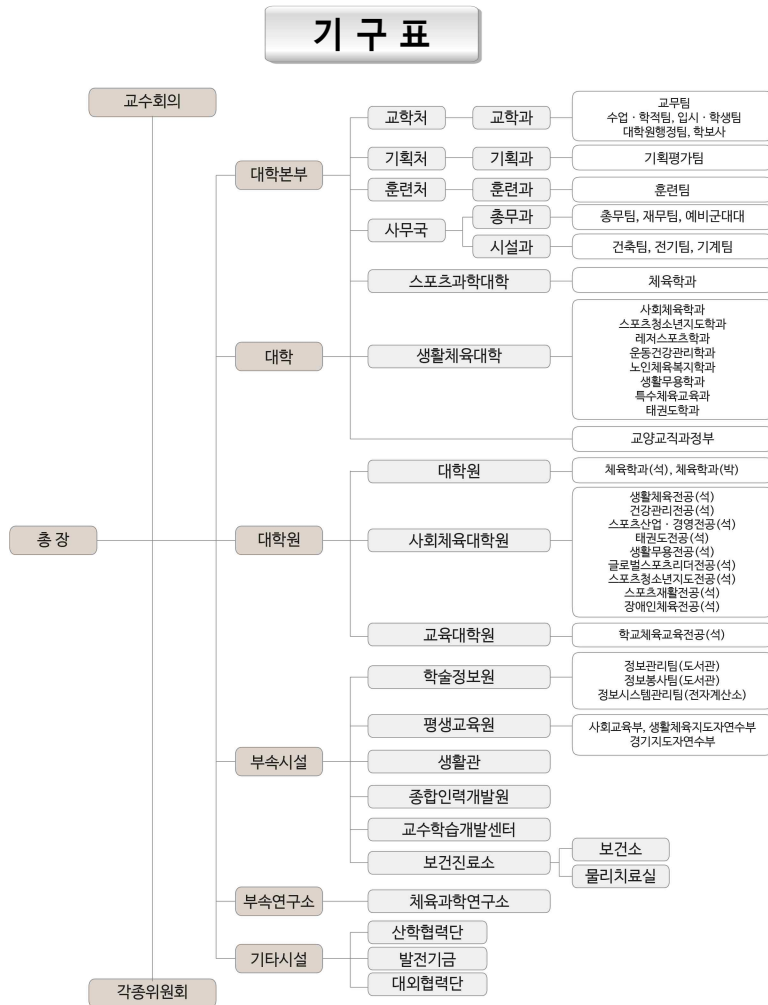 기 구 표
교수회의
대학본부
교학처
교학과
교무팀
수업 · 학적팀, 입시 · 학생팀
대학원행정팀, 학보사
기획처
기획과
기획평가팀
훈련처
훈련과
훈련팀
사무국
총무과
총무팀, 재무팀, 예비군대대
시설과
건축팀, 전기팀, 기계팀
대학
스포츠과학대학
체육학과
생활체육대학
사회체육학과
스포츠청소년지도학과
레저스포츠학과
운동건강관리학과
노인체육복지학과
생활무용학과
특수체육교육과
태권도학과
교양교직과정부
총 장
대학원
대학원
체육학과(석), 체육학과(박)
사회체육대학원
생활체육전공(석)
건강관리전공(석)
스포츠산업 · 경영전공(석)
태권도전공(석)
생활무용전공(석)
글로벌스포츠리더전공(석)
스포츠청소년지도전공(석)
스포츠재활전공(석)
장애인체육전공(석)
교육대학원
학교체육교육전공(석)
부속시설
학술정보원
정보관리팀(도서관)
정보봉사팀(도서관)
정보시스템관리팀(전자계산소)
평생교육원
사회교육부, 생활체육지도자연수부
경기지도자연수부
생활관
종합인력개발원
교수학습개발센터
보건진료소
보건소
물리치료실
부속연구소
체육과학연구소
기타시설
산학협력단
발전기금
대외협력단
각종위원회